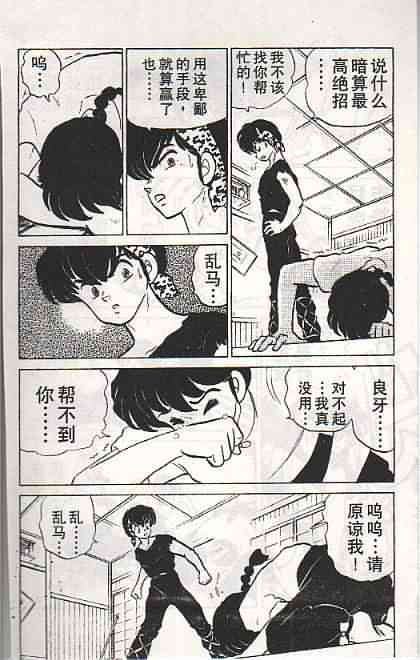 说什么
暗算最
高绝招
我不该
找你帮
忙的！
用这卑鄙
的手段，
就算赢了
也……
呜
…
乱马…
良牙……
对不起
…我真
没用…
帮不到
你……
呜呜…请
原谅我！
乱…
乱马…